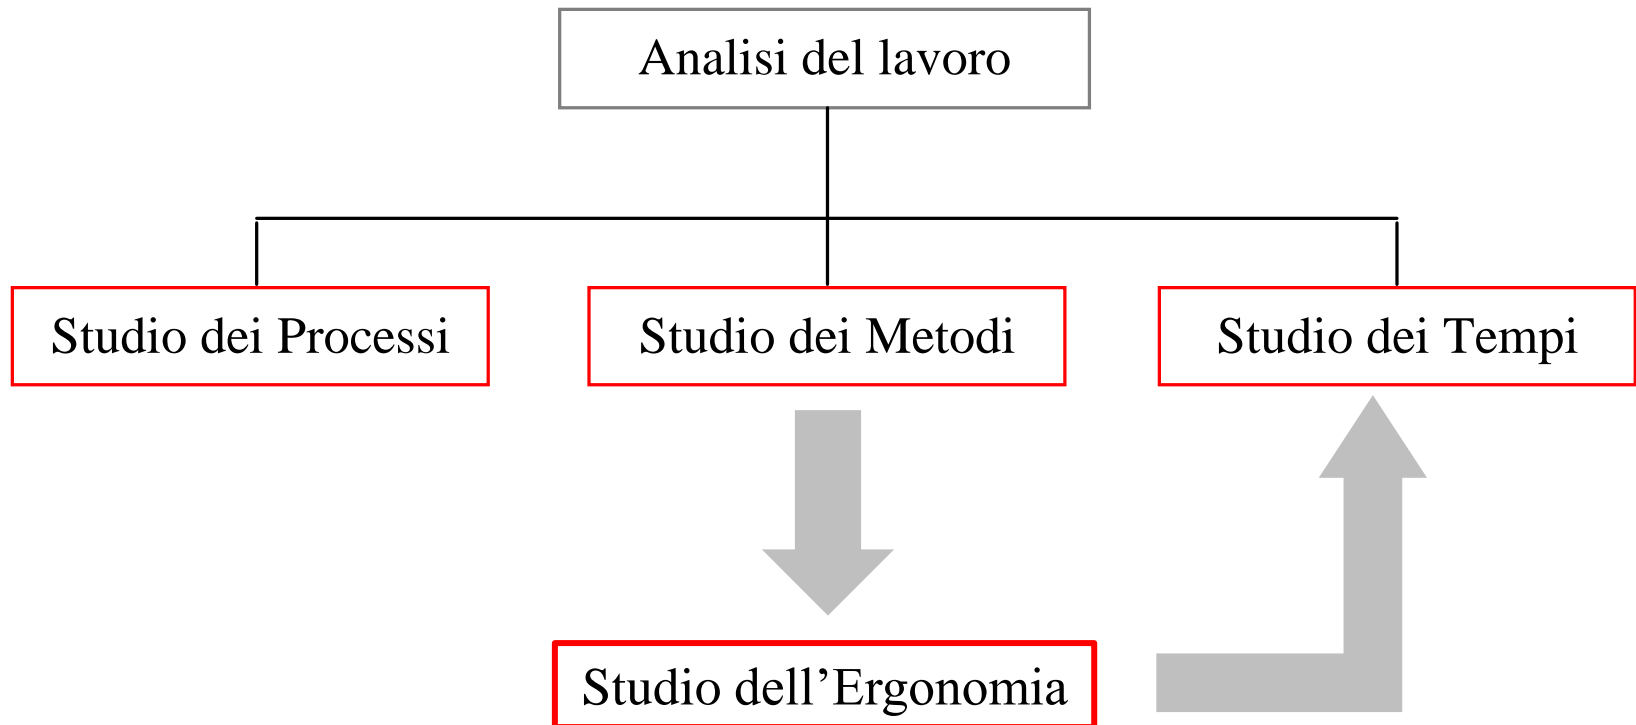 Analisi del lavoro
Studio dei Processi
Studio dei Metodi
Studio dei Tempi
Studio dell’Ergonomia